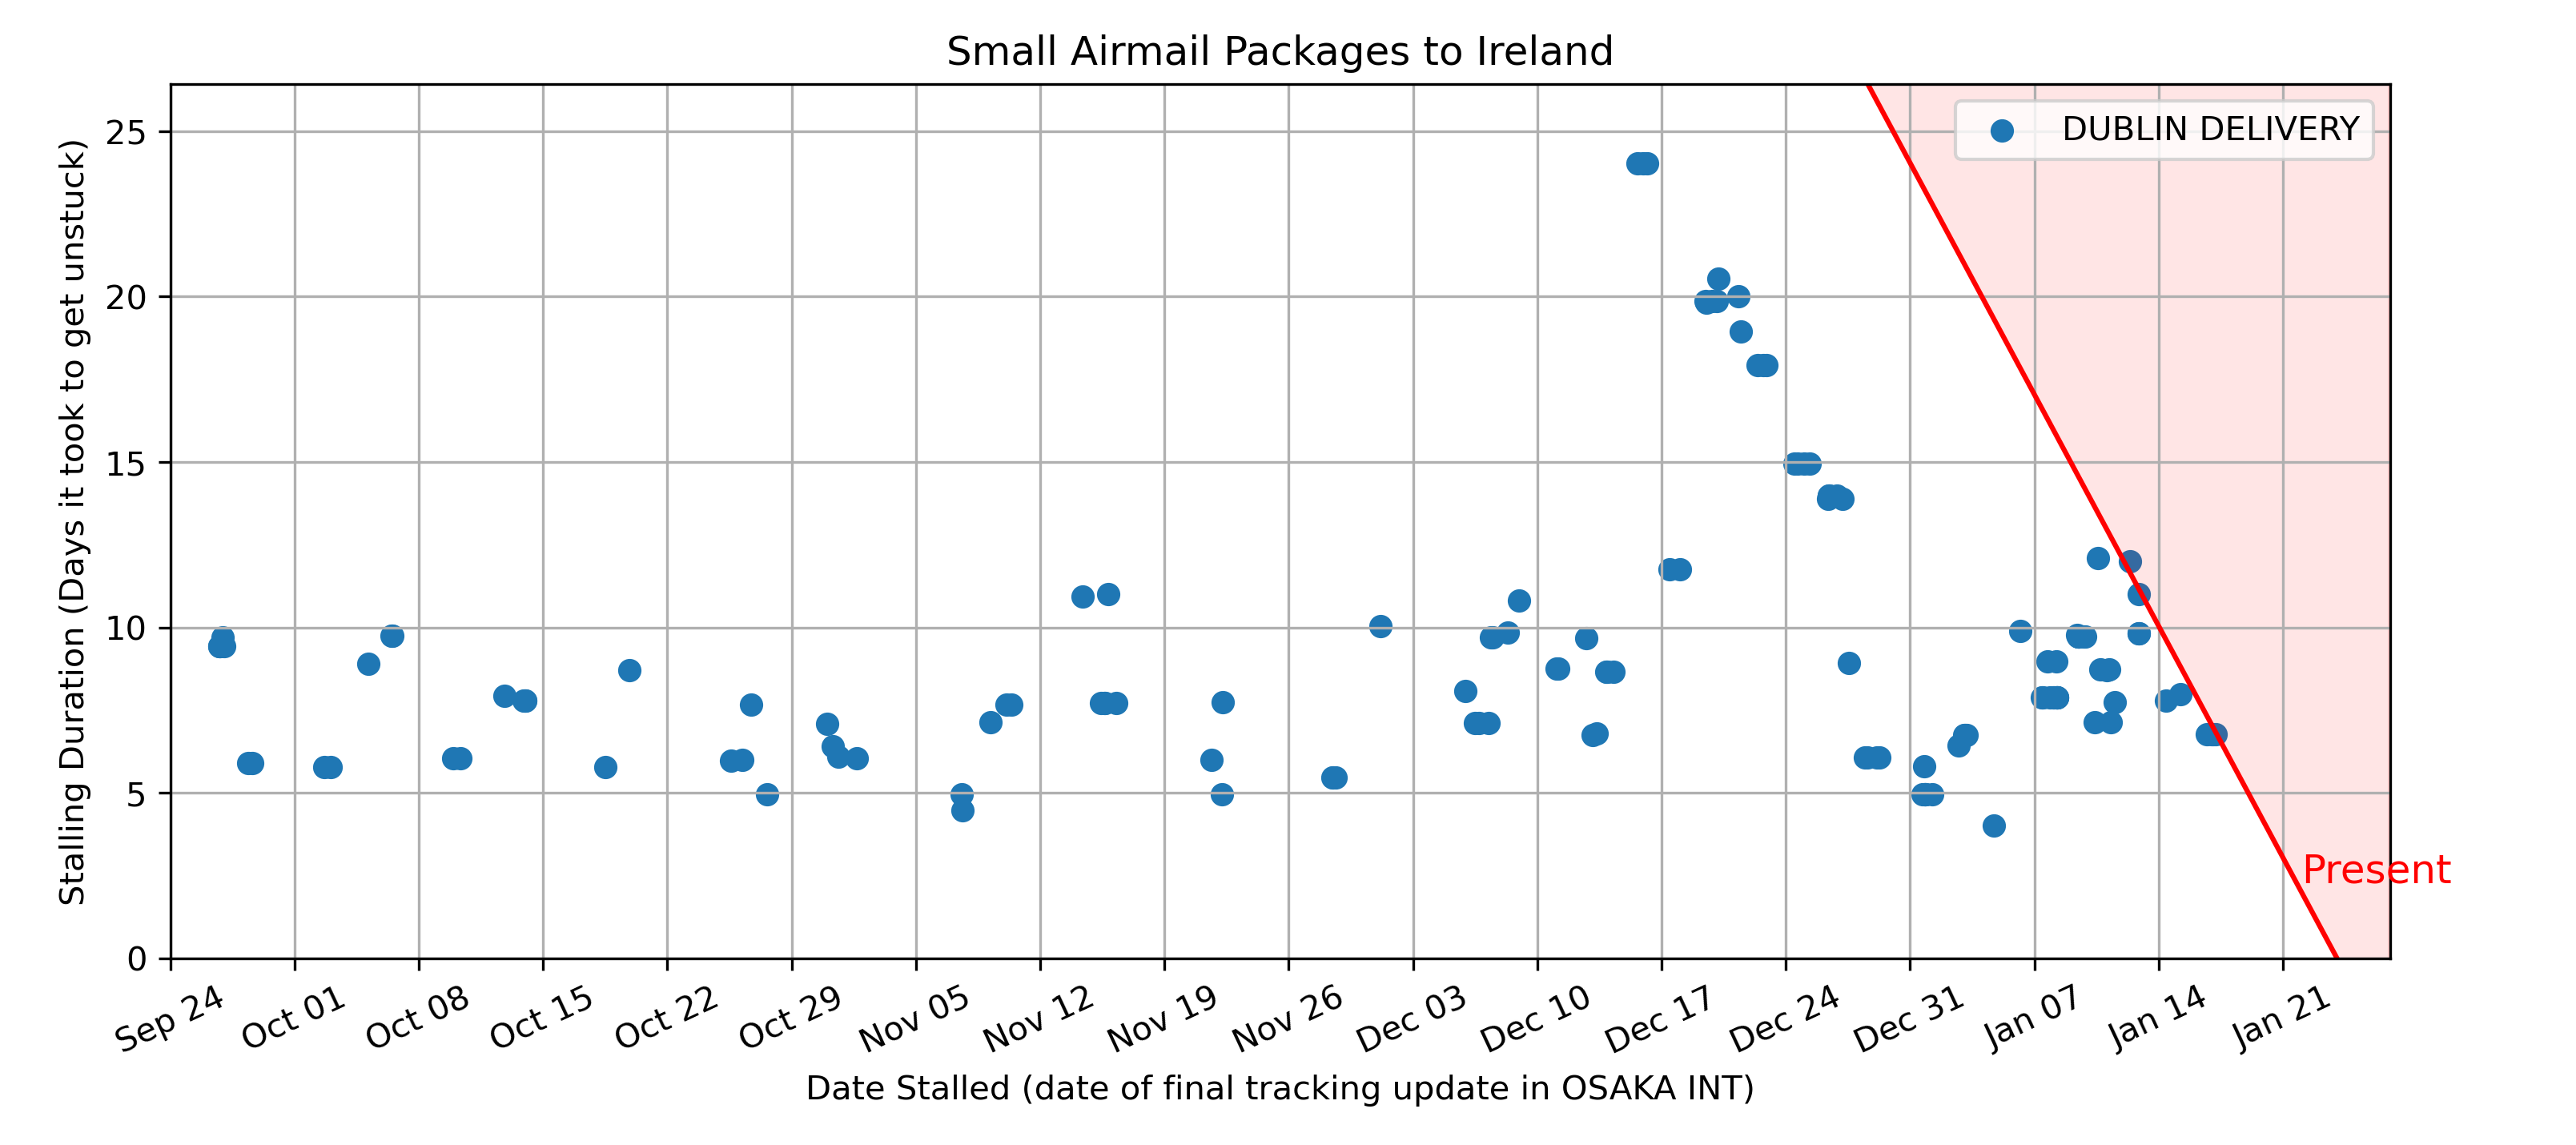 Small Airmail Packages to Ireland
DUBLIN DELIVERY
Stalling Duration (Days it took to get unstuck)
25
20
15
10
5
0
Present
Sep 24
Oct 01
Oct 08
Oct 15
Oct 22
Oct 29
Nov 05
Nov 12
Nov 19
Nov 26
Dec 03
Dec 10
Dec 17
Dec 24
Dec 31
Jan 07
Jan 14
Jan 21
Date Stalled (date of final tracking update in OSAKA INT)